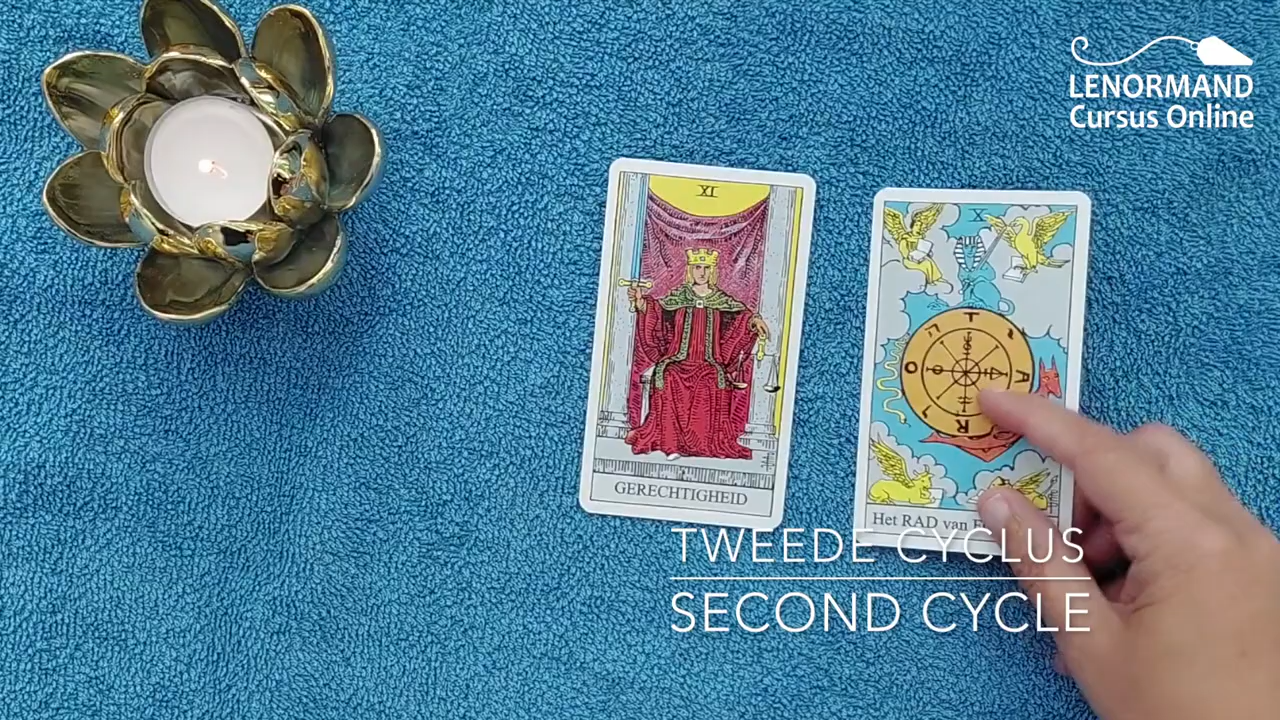 LENORMAND
Cursus Online
XI
GERECHTIGHEID
X
T
A
R
O
Het RAD van
TWEEDE CYCLUS
SECOND CYCLE